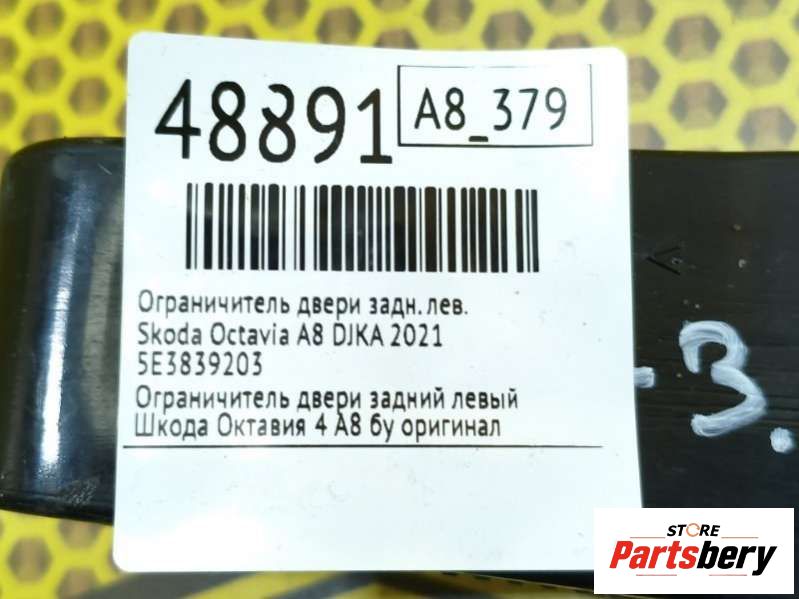 48891
A8_379
Ограничитель двери задн. лев.
Skoda Octavia A8 DJKA 2021
5E3839203
Ограничитель двери задний левый
Шкода Октавия 4 А8 бу оригинал
-3.
STORE
Partsbery